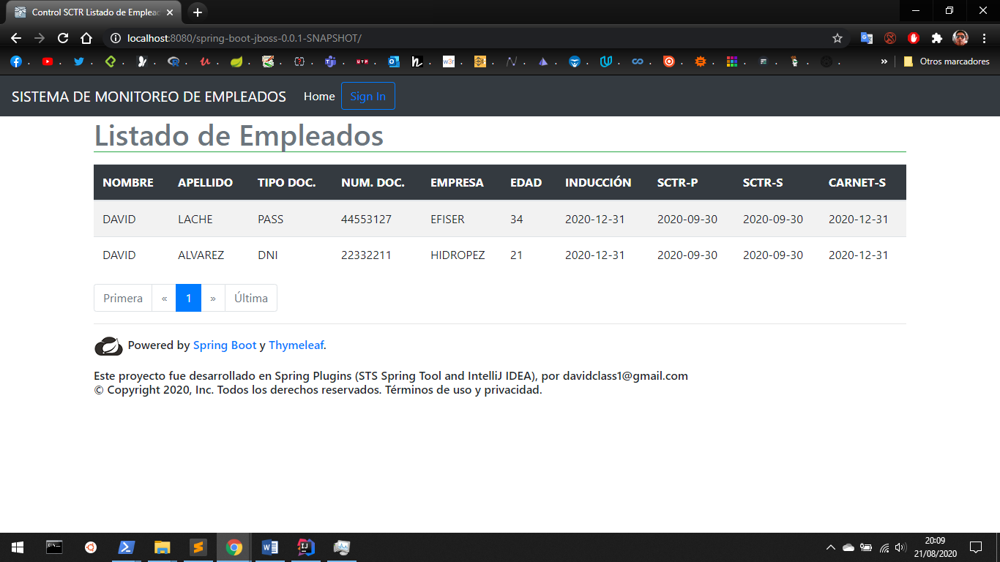 Control SCTR Listado de Emplea
localhost:8080/spring-boot-jboss-0.0.1-SNAPSHOT/
UTP
w3r
Otros marcadores
SISTEMA DE MONITOREO DE EMPLEADOS Home Sign In
Listado de Empleados
NOMBRE APELLIDO TIPO DOC. NUM. DOC. EMPRESA EDAD INDUCCIÓN SCTR-P SCTR-S CARNET-S
DAVID LACHE PASS 44553127 EFISER 34 2020-12-31 2020-09-30 2020-09-30 2020-12-31
DAVID ALVAREZ DNI 22332211 HIDROPEZ 21 2020-12-31 2020-09-30 2020-09-30 2020-12-31
Primera « 1 » Última
Powered by Spring Boot y Thymeleaf.
Este proyecto fue desarrollado en Spring Plugins (STS Spring Tool and IntelliJ IDEA), por davidclass1@gmail.com
© Copyright 2020, Inc. Todos los derechos reservados. Términos de uso y privacidad.
20:09
21/08/2020